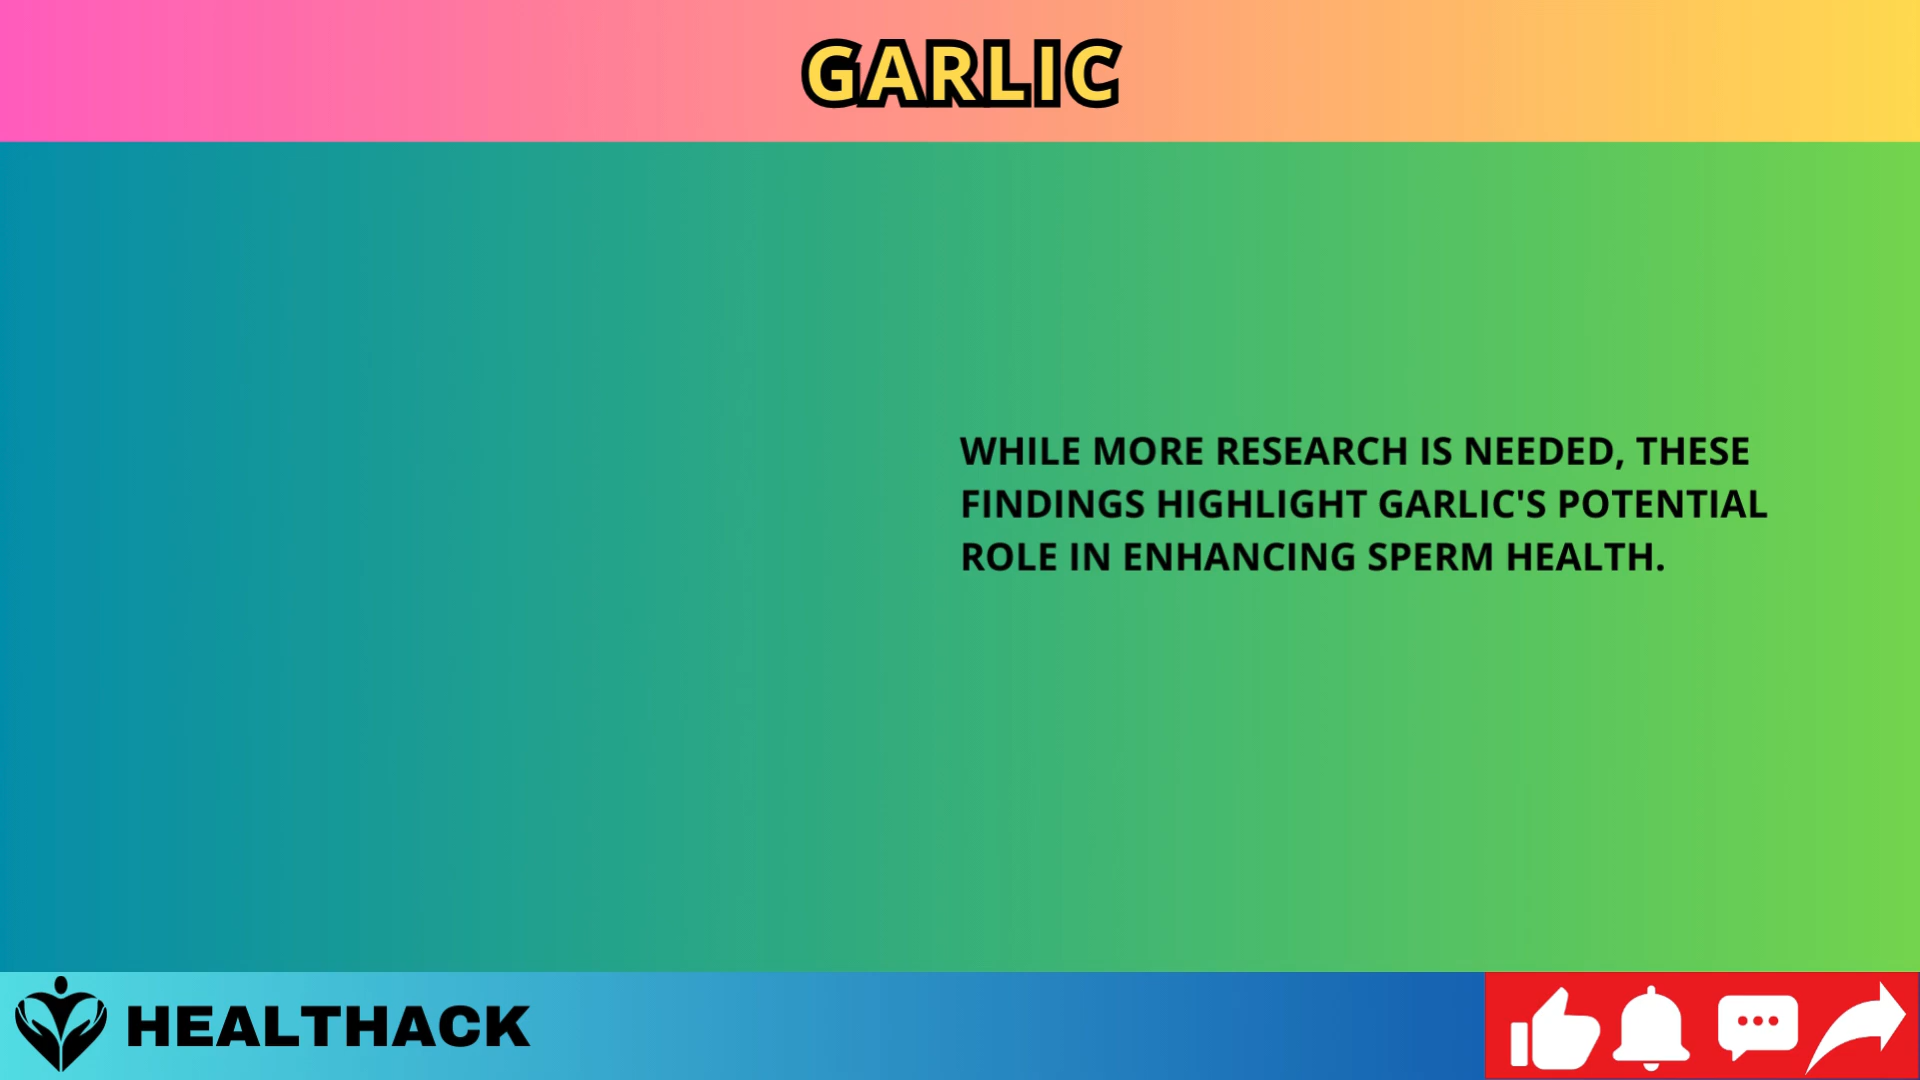 GARLIC
WHILE MORE RESEARCH IS NEEDED, THESE
FINDINGS HIGHLIGHT GARLIC'S POTENTIAL
ROLE IN ENHANCING SPERM HEALTH.
HEALTHACK